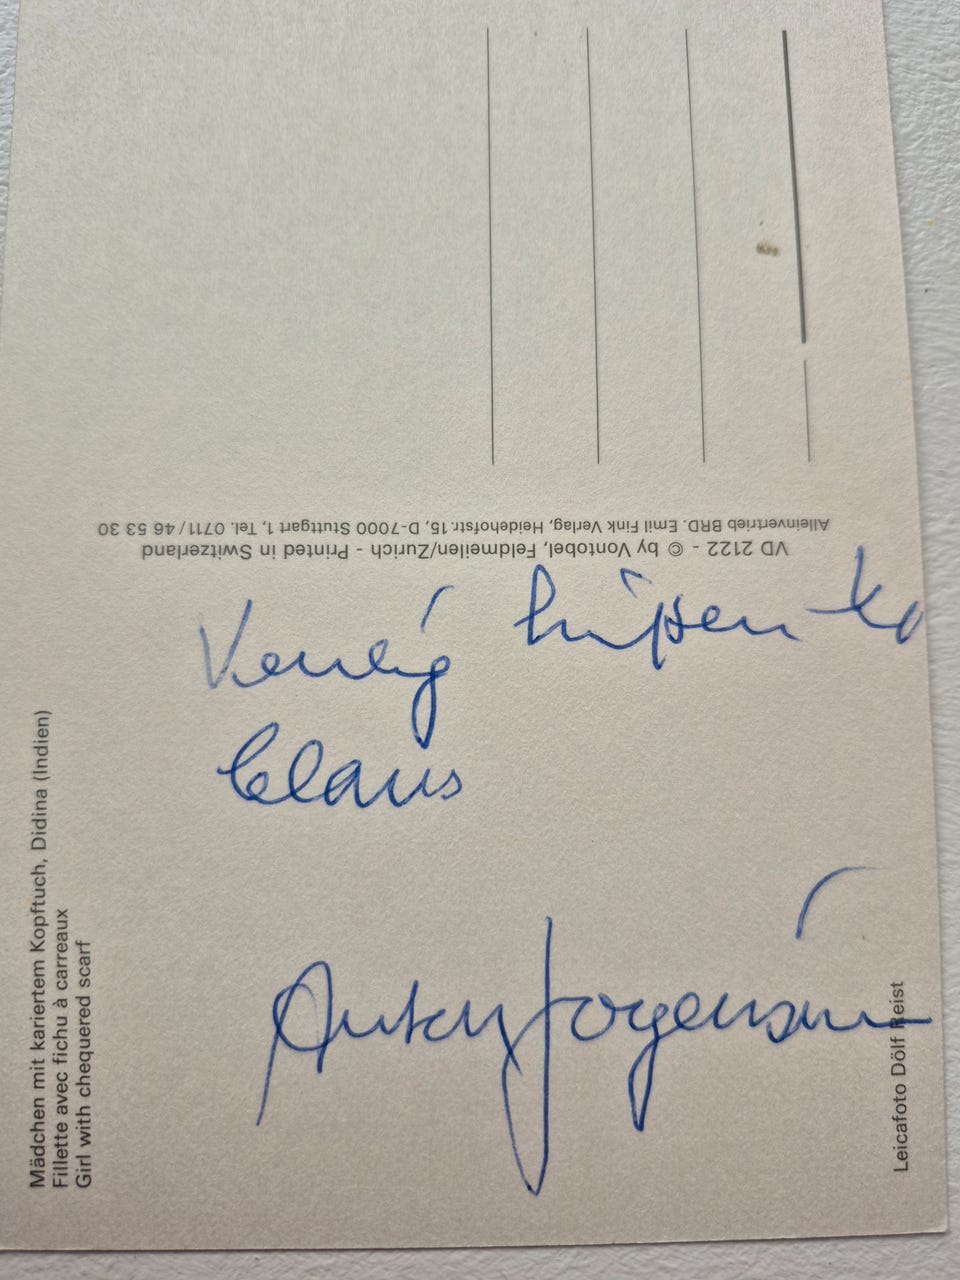 Alleinvertrieb BRD. Emil Fink Verlag, Heidehofstr. 15, D-7000 Stuttgart 1, Tel. 0711/46 53 30
VD 2122 - © by Vontobel, Feldmeilen/Zurich - Printed in Switzerland
Venlig hilsen
Claus
Anker Jørgensen
Mädchen mit kariertem Kopftuch, Didina (Indien)
Fillette avec fichu à carreaux
Girl with chequered scarf
Leicafoto Dölf Reist